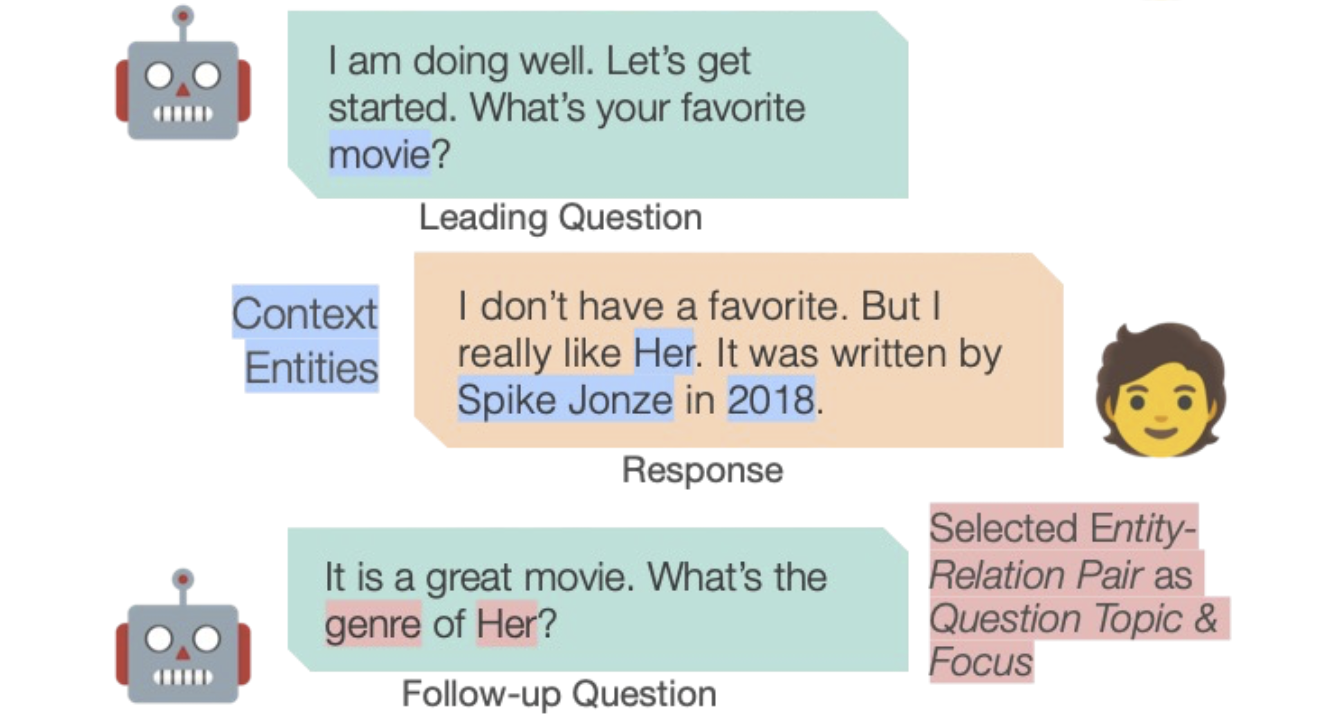 I am doing well. Let’s get
started. What’s your favorite
movie?
Leading Question
Context
Entities
I don’t have a favorite. But I
really like Her. It was written by
Spike Jonze in 2018.
Response
It is a great movie. What’s the
genre of Her?
Selected Entity-
Relation Pair as
Question Topic &
Focus
Follow-up Question